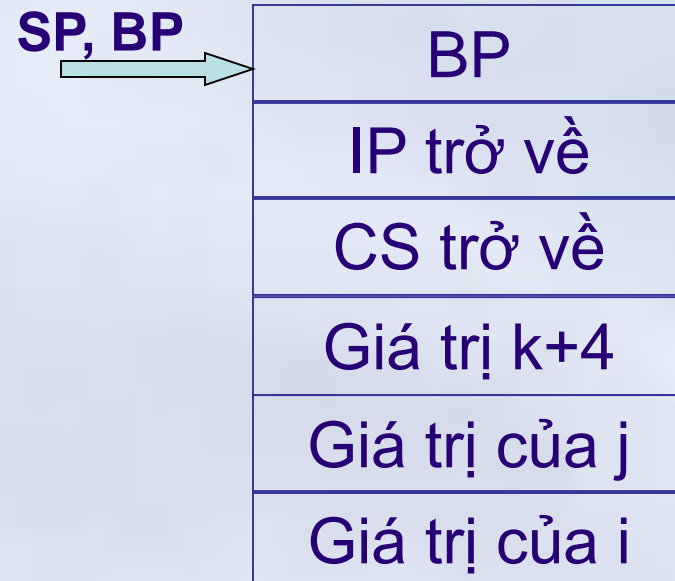 SP, BP
BP
IP trở về
CS trở về
Giá trị k+4
Giá trị của j
Giá trị của i